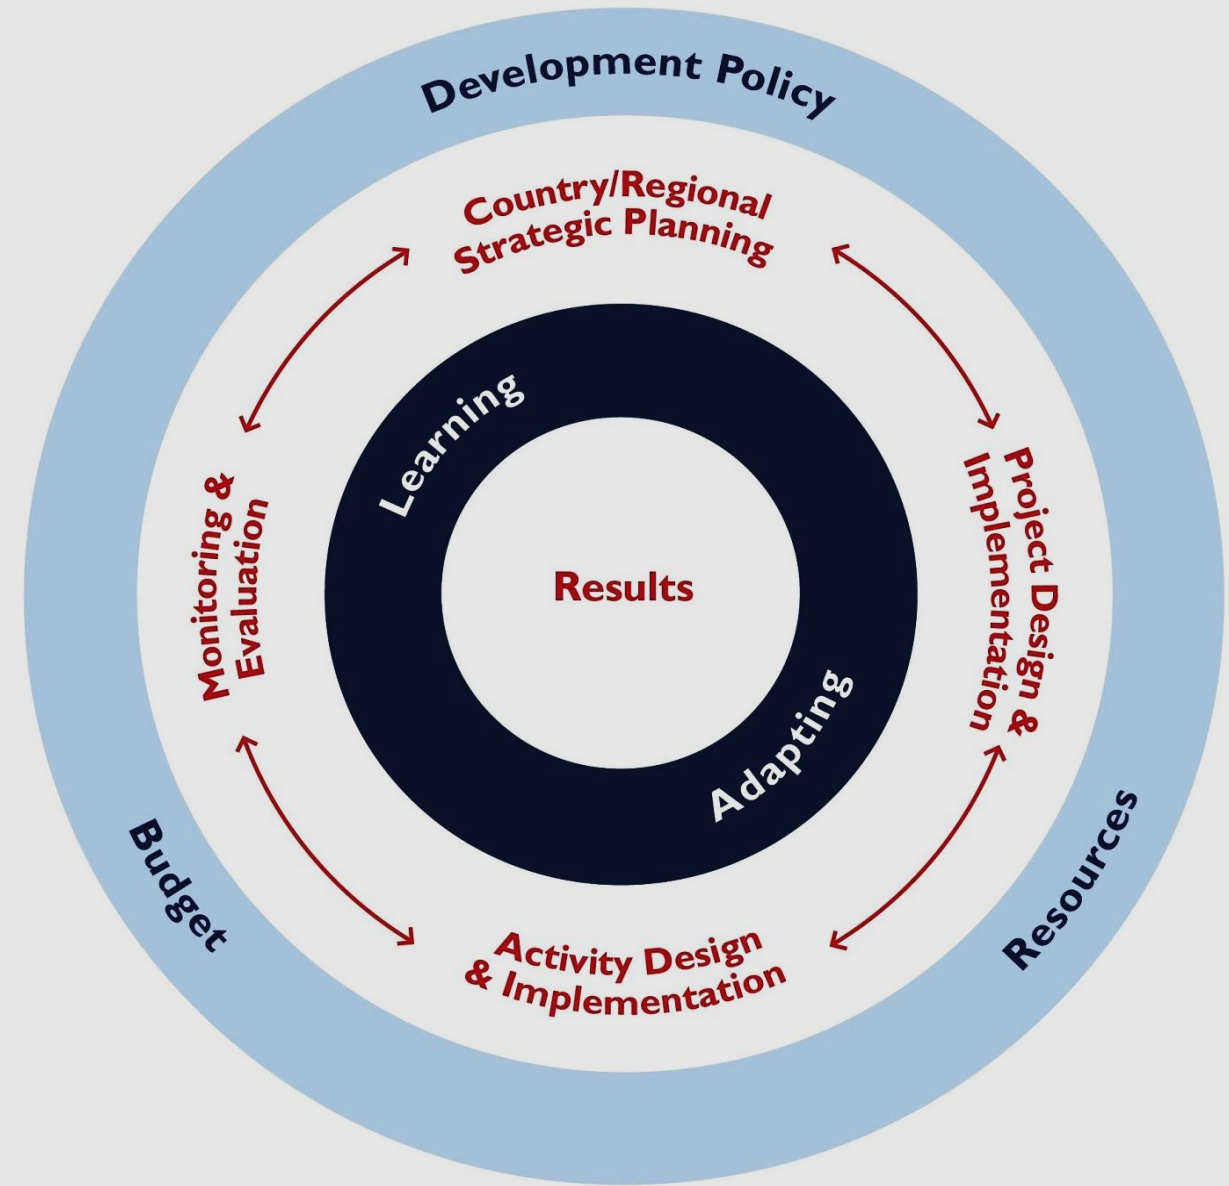 Development Policy
Country/Regional
Strategic Planning
Learning
Monitoring &
Evaluation
Results
Project Design &
Implementation
Adapting
Budget
Resources
Activity Design
& Implementation